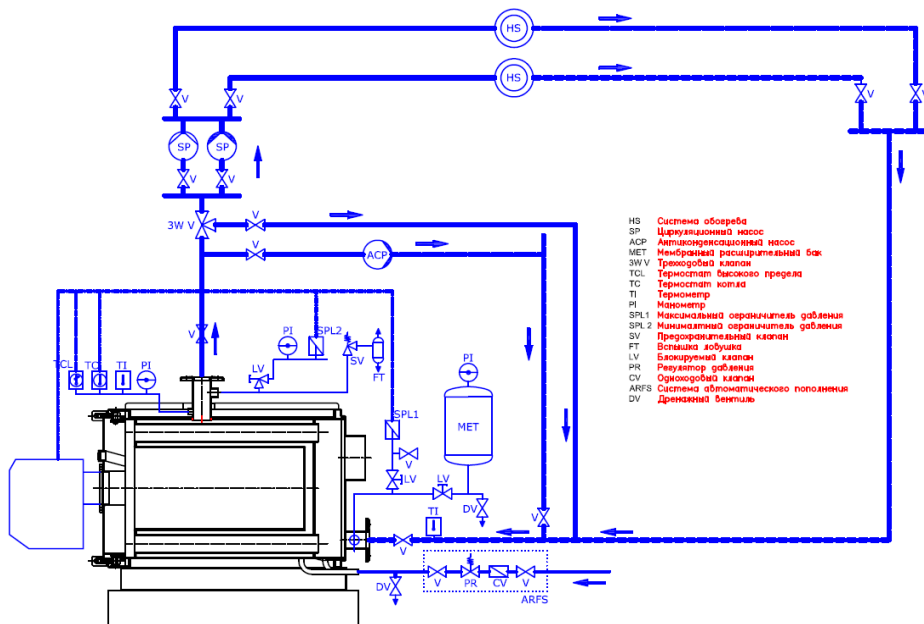 HS
HS
V
V
V
V
SP
SP
V
V
3W V
V
V
ACP
HS Система обогрева
SP Циркуляционный насос
ACP Антиконденсационный насос
MET Мембранный расширительный бак
3W V Трехходовый клапан
TCL Термостат высокого предела
TC Термостат котла
TI Термометр
PI Манометр
SPL1 Максимальный ограничитель давления
SPL 2 Минималтный ограничитель давления
SV Предохранительный клапан
FT Вспышка ловушка
LV Блокируемый клапан
PR Регулятор давления
CV Одноходовый клапан
ARFS Система автоматического пополнения
DV Дренажный вентиль
V
PI
SPL2
SV
FT
LV
TCL
TC
TI
PI
PI
SPL1
MET
V
LV
LV
DV
TI
V
V
DV
V
PR
CV
V
ARFS